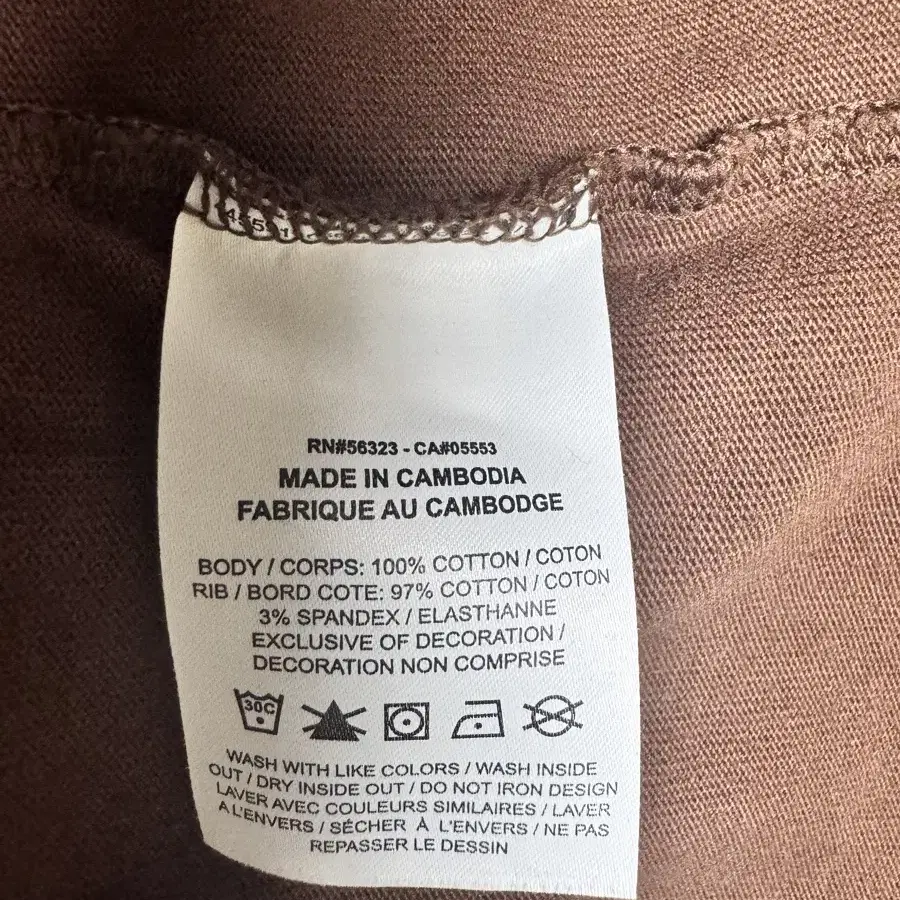 RN#56323 - CA#05553
MADE IN CAMBODIA
FABRIQUE AU CAMBODGE
BODY / CORPS: 100% COTTON / COTON
RIB / BORD COTE: 97% COTTON / COTON
3% SPANDEX / ELASTHANNE
EXCLUSIVE OF DECORATION /
DECORATION NON COMPRISE
30C
WASH WITH LIKE COLORS / WASH INSIDE
OUT / DRY INSIDE OUT / DO NOT IRON DESIGN
LAVER AVEC COULEURS SIMILAIRES / LAVER
A L'ENVERS / SÉCHER À L'ENVERS / NE PAS
REPASSER LE DESSIN